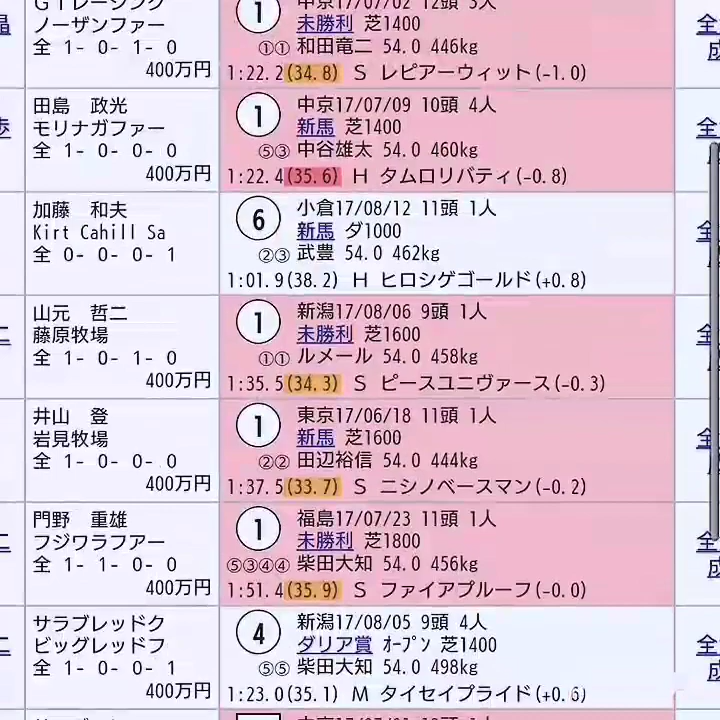 GTレーシング
ノーザンファー
全 1- 0- 1- 0
400万円
1
未勝利 芝1400
①① 和田竜二 54.0 446kg
1:22.2(34.8) S レピアーウィット(-1.0)
全
田島 政光
モリナガファー
全 1- 0- 0- 0
400万円
1
中京17/07/09 10頭 4人
新馬 芝1400
⑤③ 中谷雄太 54.0 460kg
1:22.4(35.6) H タムロリバティ(-0.8)
全
加藤 和夫
Kirt Cahill Sa
全 0- 0- 0- 1
6
小倉17/08/12 11頭 1人
新馬 ダ1000
②③ 武豊 54.0 462kg
1:01.9(38.2) H ヒロシゲゴールド(+0.8)
山元 哲二
藤原牧場
全 1- 0- 1- 0
400万円
1
新潟17/08/06 9頭 1人
未勝利 芝1600
①① ルメール 54.0 458kg
1:35.5(34.3) S ピースユニヴァース(-0.3)
井山 登
岩見牧場
全 1- 0- 0- 0
400万円
1
東京17/06/18 11頭 1人
新馬 芝1600
②② 田辺裕信 54.0 444kg
1:37.5(33.7) S ニシノベースマン(-0.2)
門野 重雄
フジワラフアー
全 1- 1- 0- 0
400万円
1
福島17/07/23 11頭 1人
未勝利 芝1800
⑤③④④ 柴田大知 54.0 456kg
1:51.4(35.9) S ファイアプルーフ(-0.0)
サラブレッドク
ビッグレッドフ
全 1- 0- 0- 1
400万円
4
新潟17/08/05 9頭 4人
ダリア賞 オープン 芝1400
⑤⑤ 柴田大知 54.0 498kg
1:23.0(35.1) M タイセイプライド(+0.6)